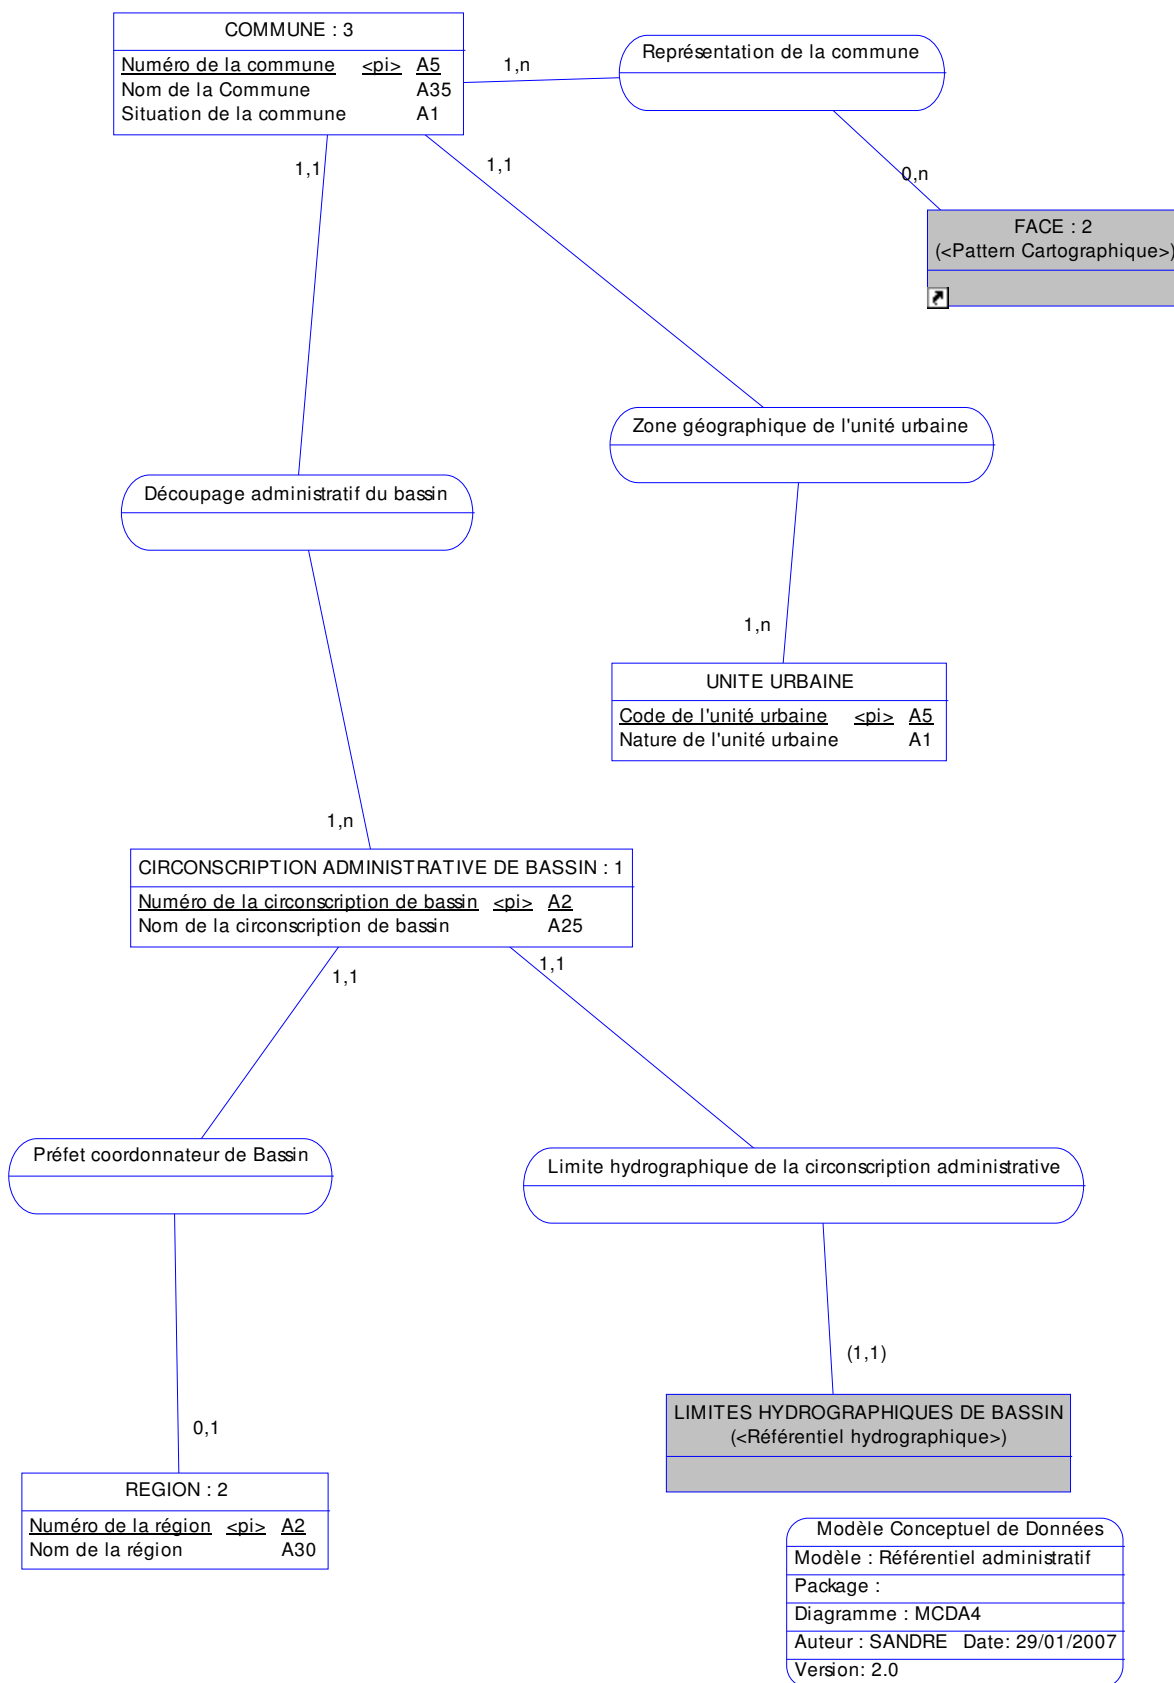 COMMUNE : 3
Numéro de la commune <pi> A5
Nom de la Commune A35
Situation de la commune A1
1,n
Représentation de la commune
0,n
FACE : 2
(<Pattern Cartographique>)
1,1
1,1
Zone géographique de l'unité urbaine
Découpage administratif du bassin
1,n
UNITE URBAINE
Code de l'unité urbaine <pi> A5
Nature de l'unité urbaine A1
1,n
CIRCONSCRIPTION ADMINISTRATIVE DE BASSIN : 1
Numéro de la circonscription de bassin <pi> A2
Nom de la circonscription de bassin A25
1,1
1,1
Préfet coordonnateur de Bassin
Limite hydrographique de la circonscription administrative
(1,1)
LIMITES HYDROGRAPHIQUES DE BASSIN
(<Référentiel hydrographique>)
0,1
REGION : 2
Numéro de la région <pi> A2
Nom de la région A30
Modèle Conceptuel de Données
Modèle : Référentiel administratif
Package :
Diagramme : MCDA4
Auteur : SANDRE Date: 29/01/2007
Version: 2.0